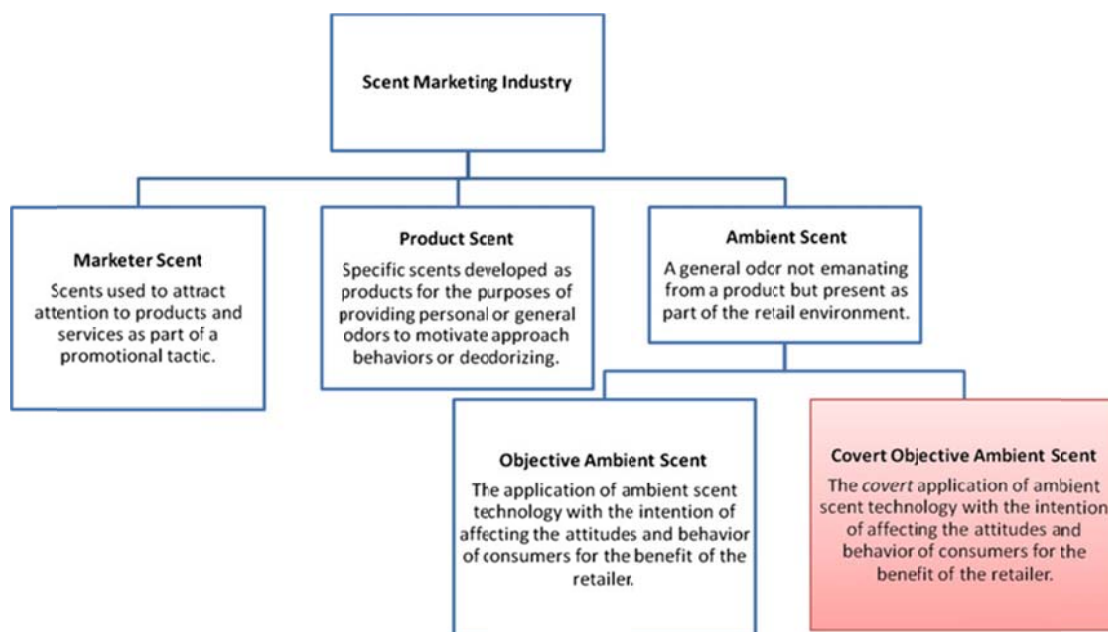 Scent Marketing Industry
Marketer Scent
Scents used to attract
attention to products and
services as part of a
promotional tactic.
Product Scent
Specific scents developed as
products for the purposes of
providing personal or general
odors to motivate approach
behaviors or deodorizing.
Ambient Scent
A general odor not emanating
from a product but present as
part of the retail environment.
Objective Ambient Scent
The application of ambient scent
technology with the intention of
affecting the attitudes and behavior
of consumers for the benefit of the
retailer.
Covert Objective Ambient Scent
The covert application of ambient
scent technology with the intention
of affecting the attitudes and
behavior of consumers for the
benefit of the retailer.